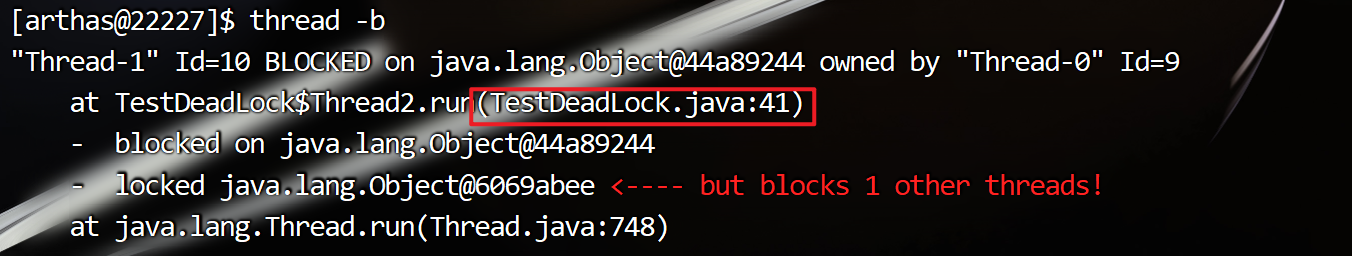 [arthas@22227]$ thread -b
"Thread-1" Id=10 BLOCKED on java.lang.Object@44a89244 owned by "Thread-0" Id=9
    at TestDeadLock$Thread2.run(TestDeadLock.java:41)
    -  blocked on java.lang.Object@44a89244
    -  locked java.lang.Object@6069abee <---- but blocks 1 other threads!
    at java.lang.Thread.run(Thread.java:748)